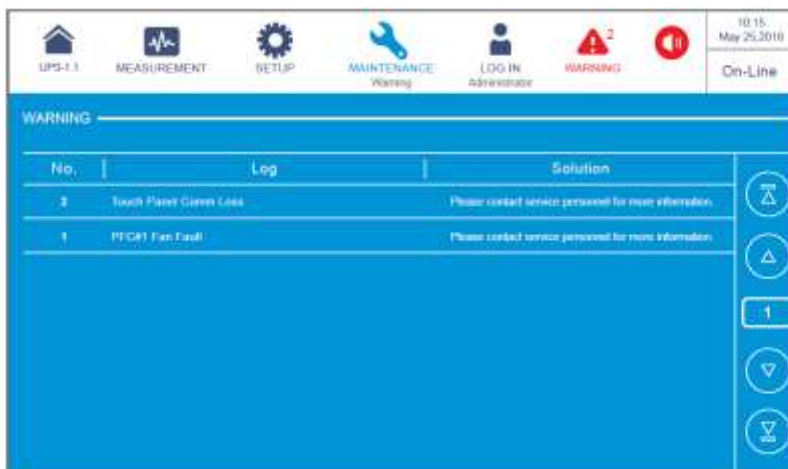 10:15
May 25,2016
UPS-1.1
MEASUREMENT
SETUP
MAINTENANCE
Warning
LOG IN
Administrator
2
WARNING
On-Line
WARNING
No. Log Solution
2 Touch Panel Comm Loss Please contact service personnel for more information.
1 PFC#1 Fan Fault Please contact service personnel for more information.
1